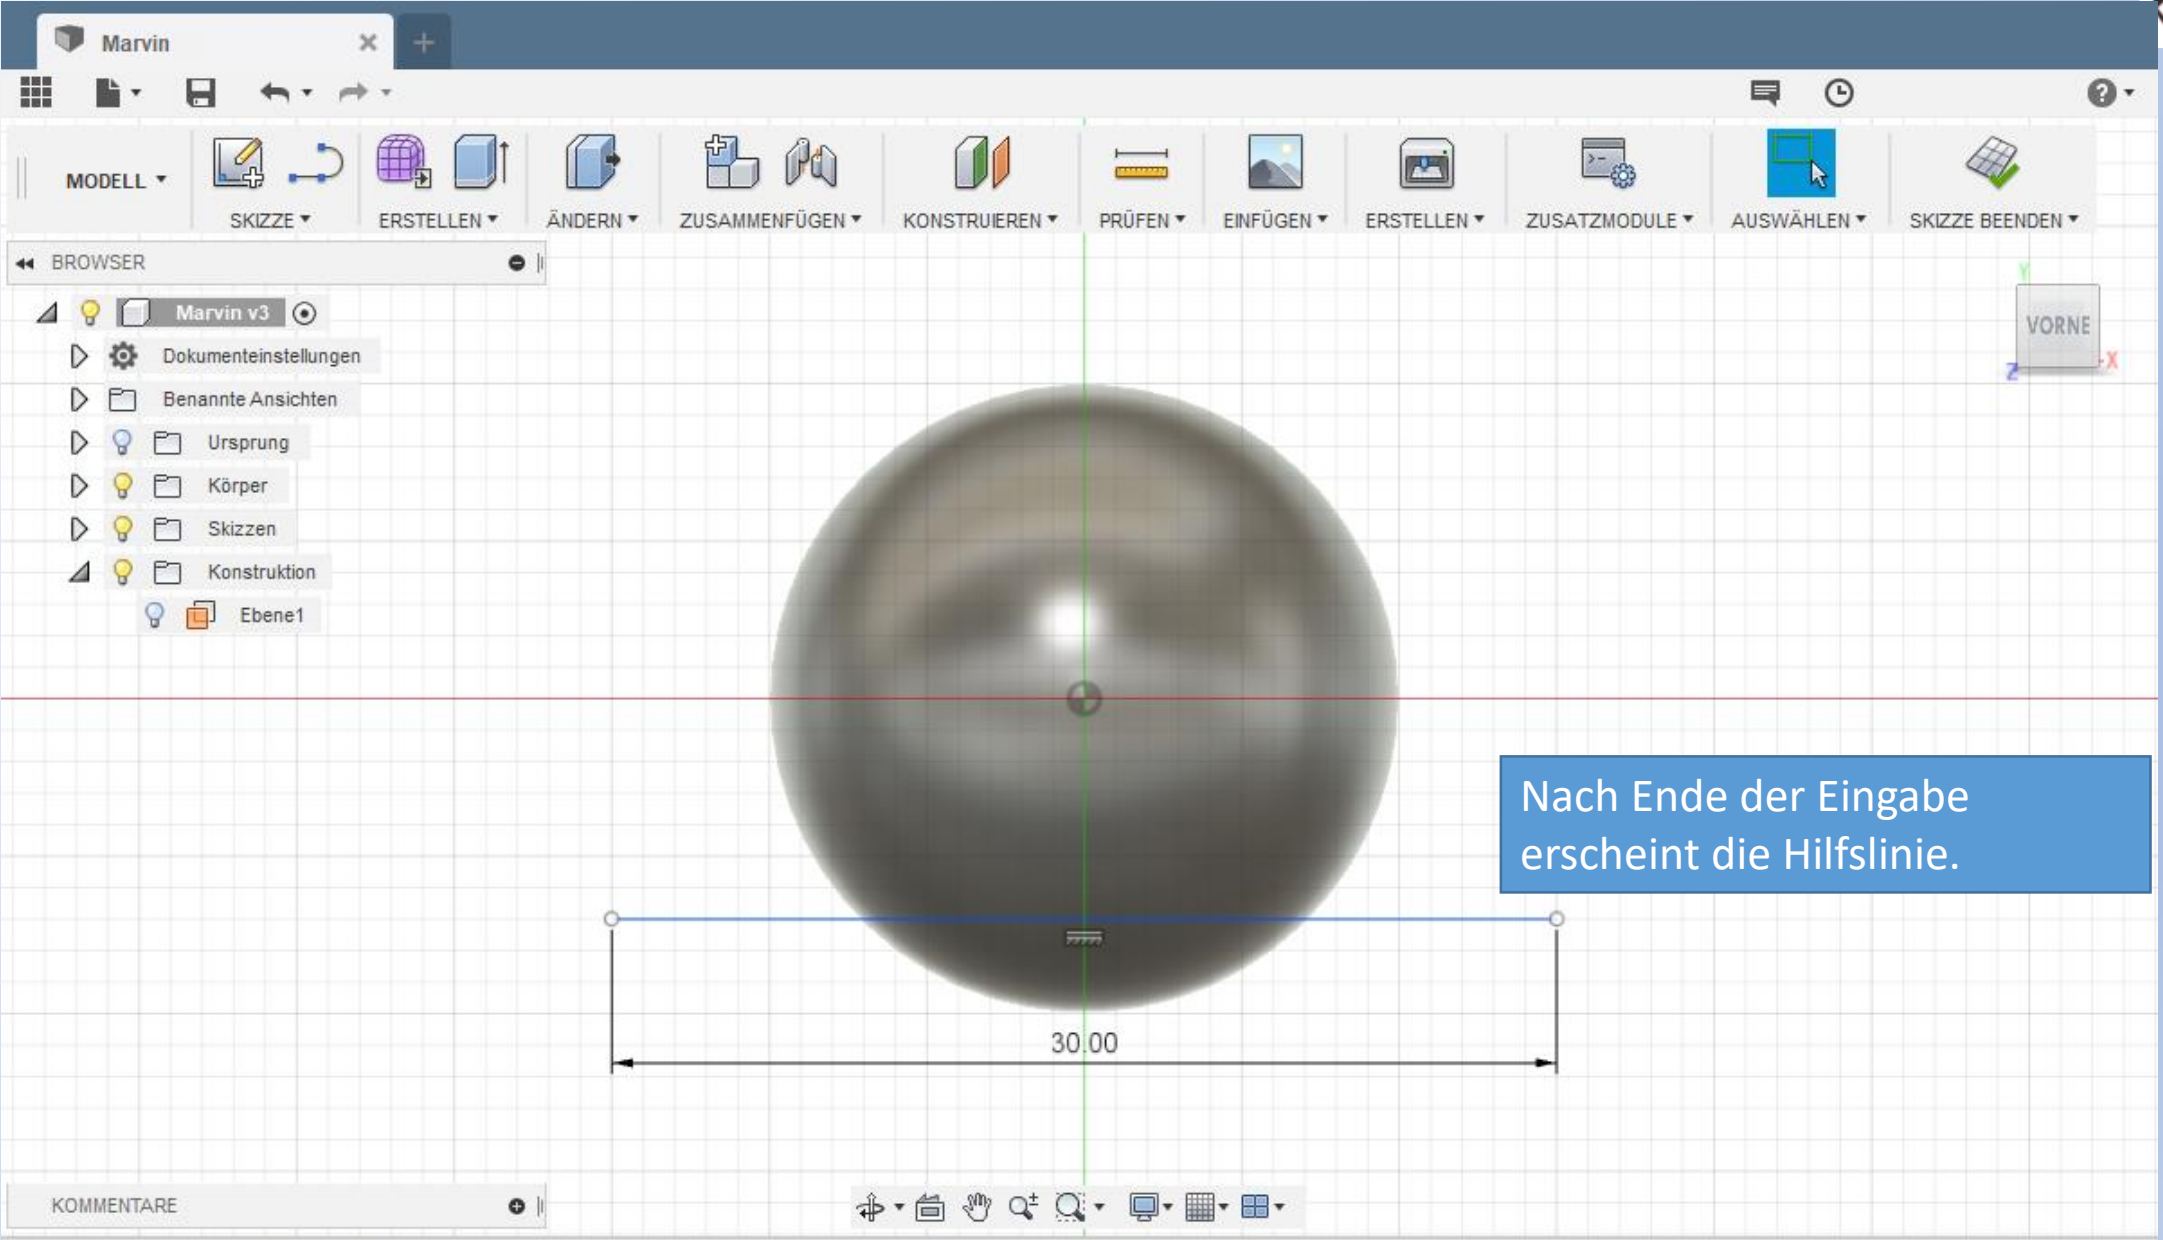 Marvin
MODELL
SKIZZE
ERSTELLEN
ÄNDERN
ZUSAMMENFÜGEN
KONSTRUIEREN
PRÜFEN
EINFÜGEN
ERSTELLEN
ZUSATZMODULE
AUSWÄHLEN
SKIZZE BEENDEN
BROWSER
Marvin v3
Dokumenteinstellungen
Benannte Ansichten
Ursprung
Körper
Skizzen
Konstruktion
Ebene1
Y
VORNE
X
Z
Nach Ende der Eingabe
erscheint die Hilfslinie.
30.00
KOMMENTARE